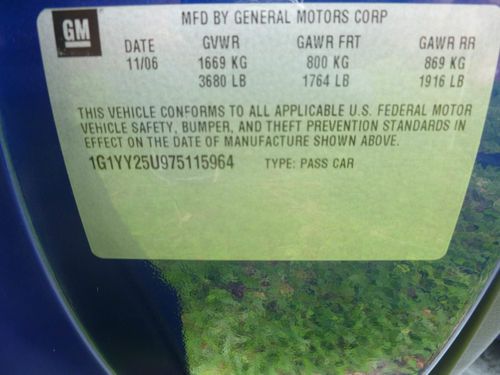 GM MFD BY GENERAL MOTORS CORP
DATE GVWR GAWR FRT GAWR RR
11/06 1669 KG 800 KG 869 KG
3680 LB 1764 LB 1916 LB
THIS VEHICLE CONFORMS TO ALL APPLICABLE U.S. FEDERAL MOTOR
VEHICLE SAFETY, BUMPER, AND THEFT PREVENTION STANDARDS IN
EFFECT ON THE DATE OF MANUFACTURE SHOWN ABOVE.
1G1YY25U975115964 TYPE: PASS CAR